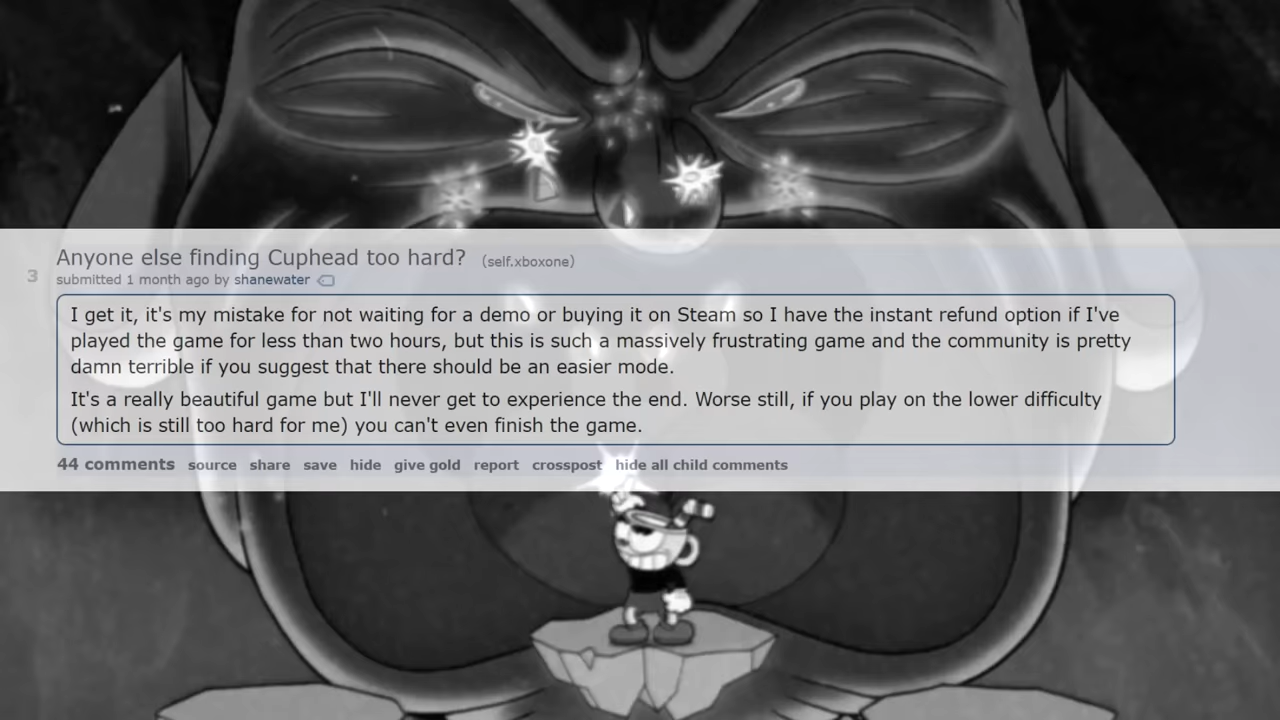 Anyone else finding Cuphead too hard? (self.xboxone)
3
submitted 1 month ago by shanewater
I get it, it's my mistake for not waiting for a demo or buying it on Steam so I have the instant refund option if I've
played the game for less than two hours, but this is such a massively frustrating game and the community is pretty
damn terrible if you suggest that there should be an easier mode.
It's a really beautiful game but I'll never get to experience the end. Worse still, if you play on the lower difficulty
(which is still too hard for me) you can't even finish the game.
44 comments source share save hide give gold report crosspost hide all child comments